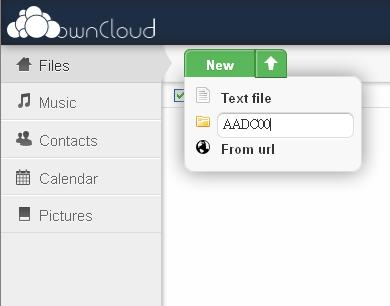 ownCloud
Files
New
Music
Text file
AADC00
Contacts
From url
Calendar
Pictures